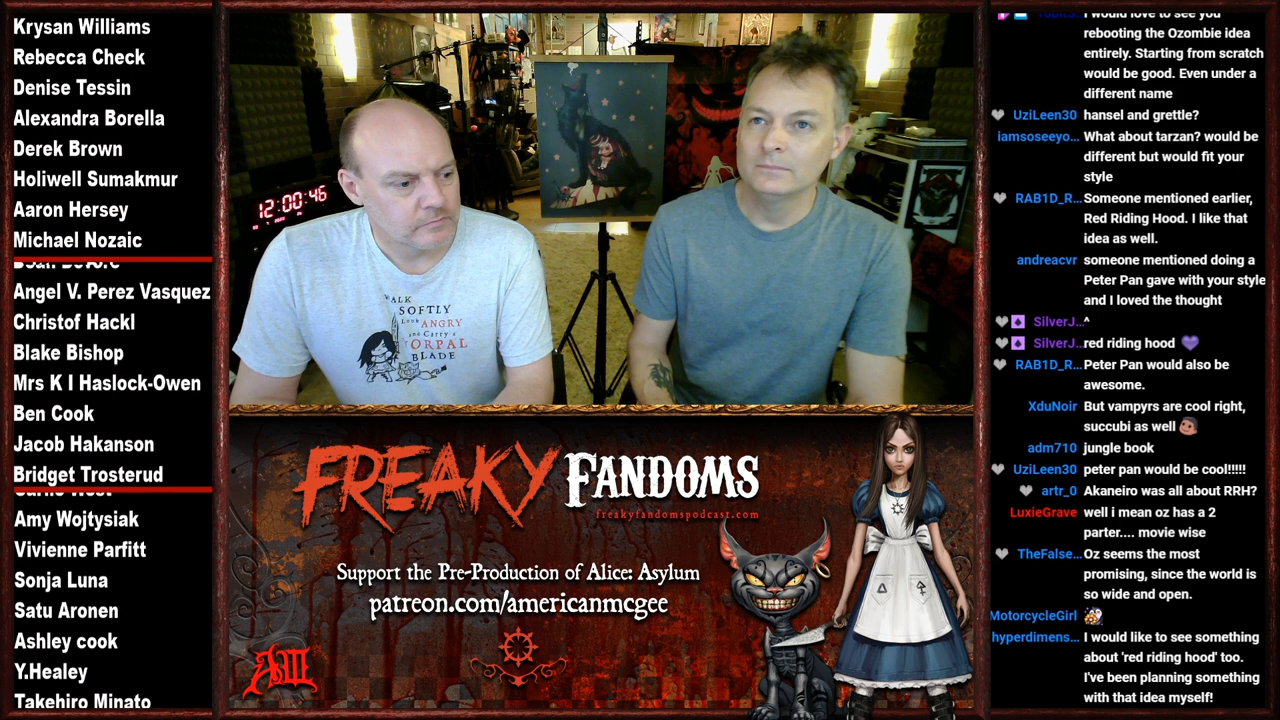 Krysan Williams
Rebecca Check
Denise Tessin
Alexandra Borella
Derek Brown
Holiwell Sumakmur
Aaron Hersey
Michael Nozaic
Angel V. Perez Vasquez
Christof Hackl
Blake Bishop
Mrs K I Haslock-Owen
Ben Cook
Jacob Hakanson
Bridget Trosterud
Amy Wojtysiak
Vivienne Parfitt
Sonja Luna
Satu Aronen
Ashley cook
Y.Healey
Takehiro Minato
12:00:46
WALK
SOFTLY
Look ANGRY
and Carry a
VORPAL
BLADE
FREAKY FANDOMS
freakyfandomspodcast.com
Support the Pre-Production of Alice: Asylum
patreon.com/americanmcgee
I would love to see you
rebooting the Ozombie idea
entirely. Starting from scratch
would be good. Even under a
different name
UziLeen30 hansel and grettle?
iamsoseeyo... What about tarzan? would be
different but would fit your
style
RAB1D_R... Someone mentioned earlier,
Red Riding Hood. I like that
idea as well.
andreacvr someone mentioned doing a
Peter Pan gave with your style
and I loved the thought
SilverJ... ^
SilverJ... red riding hood 💜
RAB1D_R... Peter Pan would also be
awesome.
XduNoir But vampyrs are cool right,
succubi as well
adm710 jungle book
UziLeen30 peter pan would be cool!!!!!
artr_0 Akaneiro was all about RRH?
LuxieGrave well i mean oz has a 2
parter.... movie wise
TheFalse... Oz seems the most
promising, since the world is
so wide and open.
MotorcycleGirl
hyperdimens... I would like to see something
about 'red riding hood' too.
I've been planning something
with that idea myself!